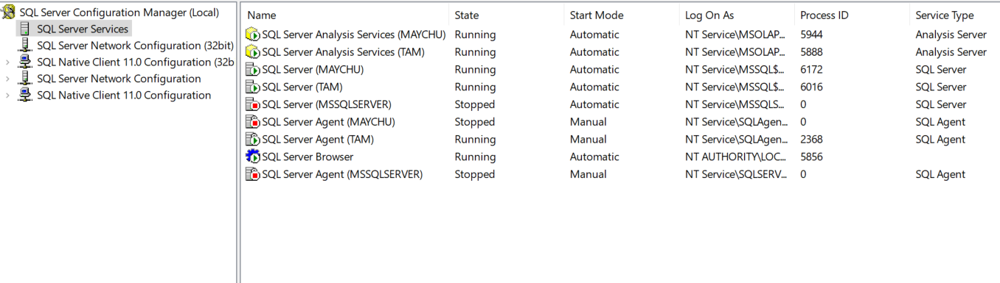 SQL Server Configuration Manager (Local)
SQL Server Services
SQL Server Network Configuration (32bit)
SQL Native Client 11.0 Configuration (32b
SQL Server Network Configuration
SQL Native Client 11.0 Configuration
Name State Start Mode Log On As Process ID Service Type
SQL Server Analysis Services (MAYCHU) Running Automatic NT Service\MSOLAP... 5944 Analysis Server
SQL Server Analysis Services (TAM) Running Automatic NT Service\MSOLAP... 5888 Analysis Server
SQL Server (MAYCHU) Running Automatic NT Service\MSSQL$... 6172 SQL Server
SQL Server (TAM) Running Automatic NT Service\MSSQL$... 6016 SQL Server
SQL Server (MSSQLSERVER) Stopped Automatic NT Service\MSSQLS... 0 SQL Server
SQL Server Agent (MAYCHU) Stopped Manual NT Service\SQLAgen... 0 SQL Agent
SQL Server Agent (TAM) Running Manual NT Service\SQLAgen... 2368 SQL Agent
SQL Server Browser Running Automatic NT AUTHORITY\LOC... 5856
SQL Server Agent (MSSQLSERVER) Stopped Manual NT Service\SQLSERV... 0 SQL Agent